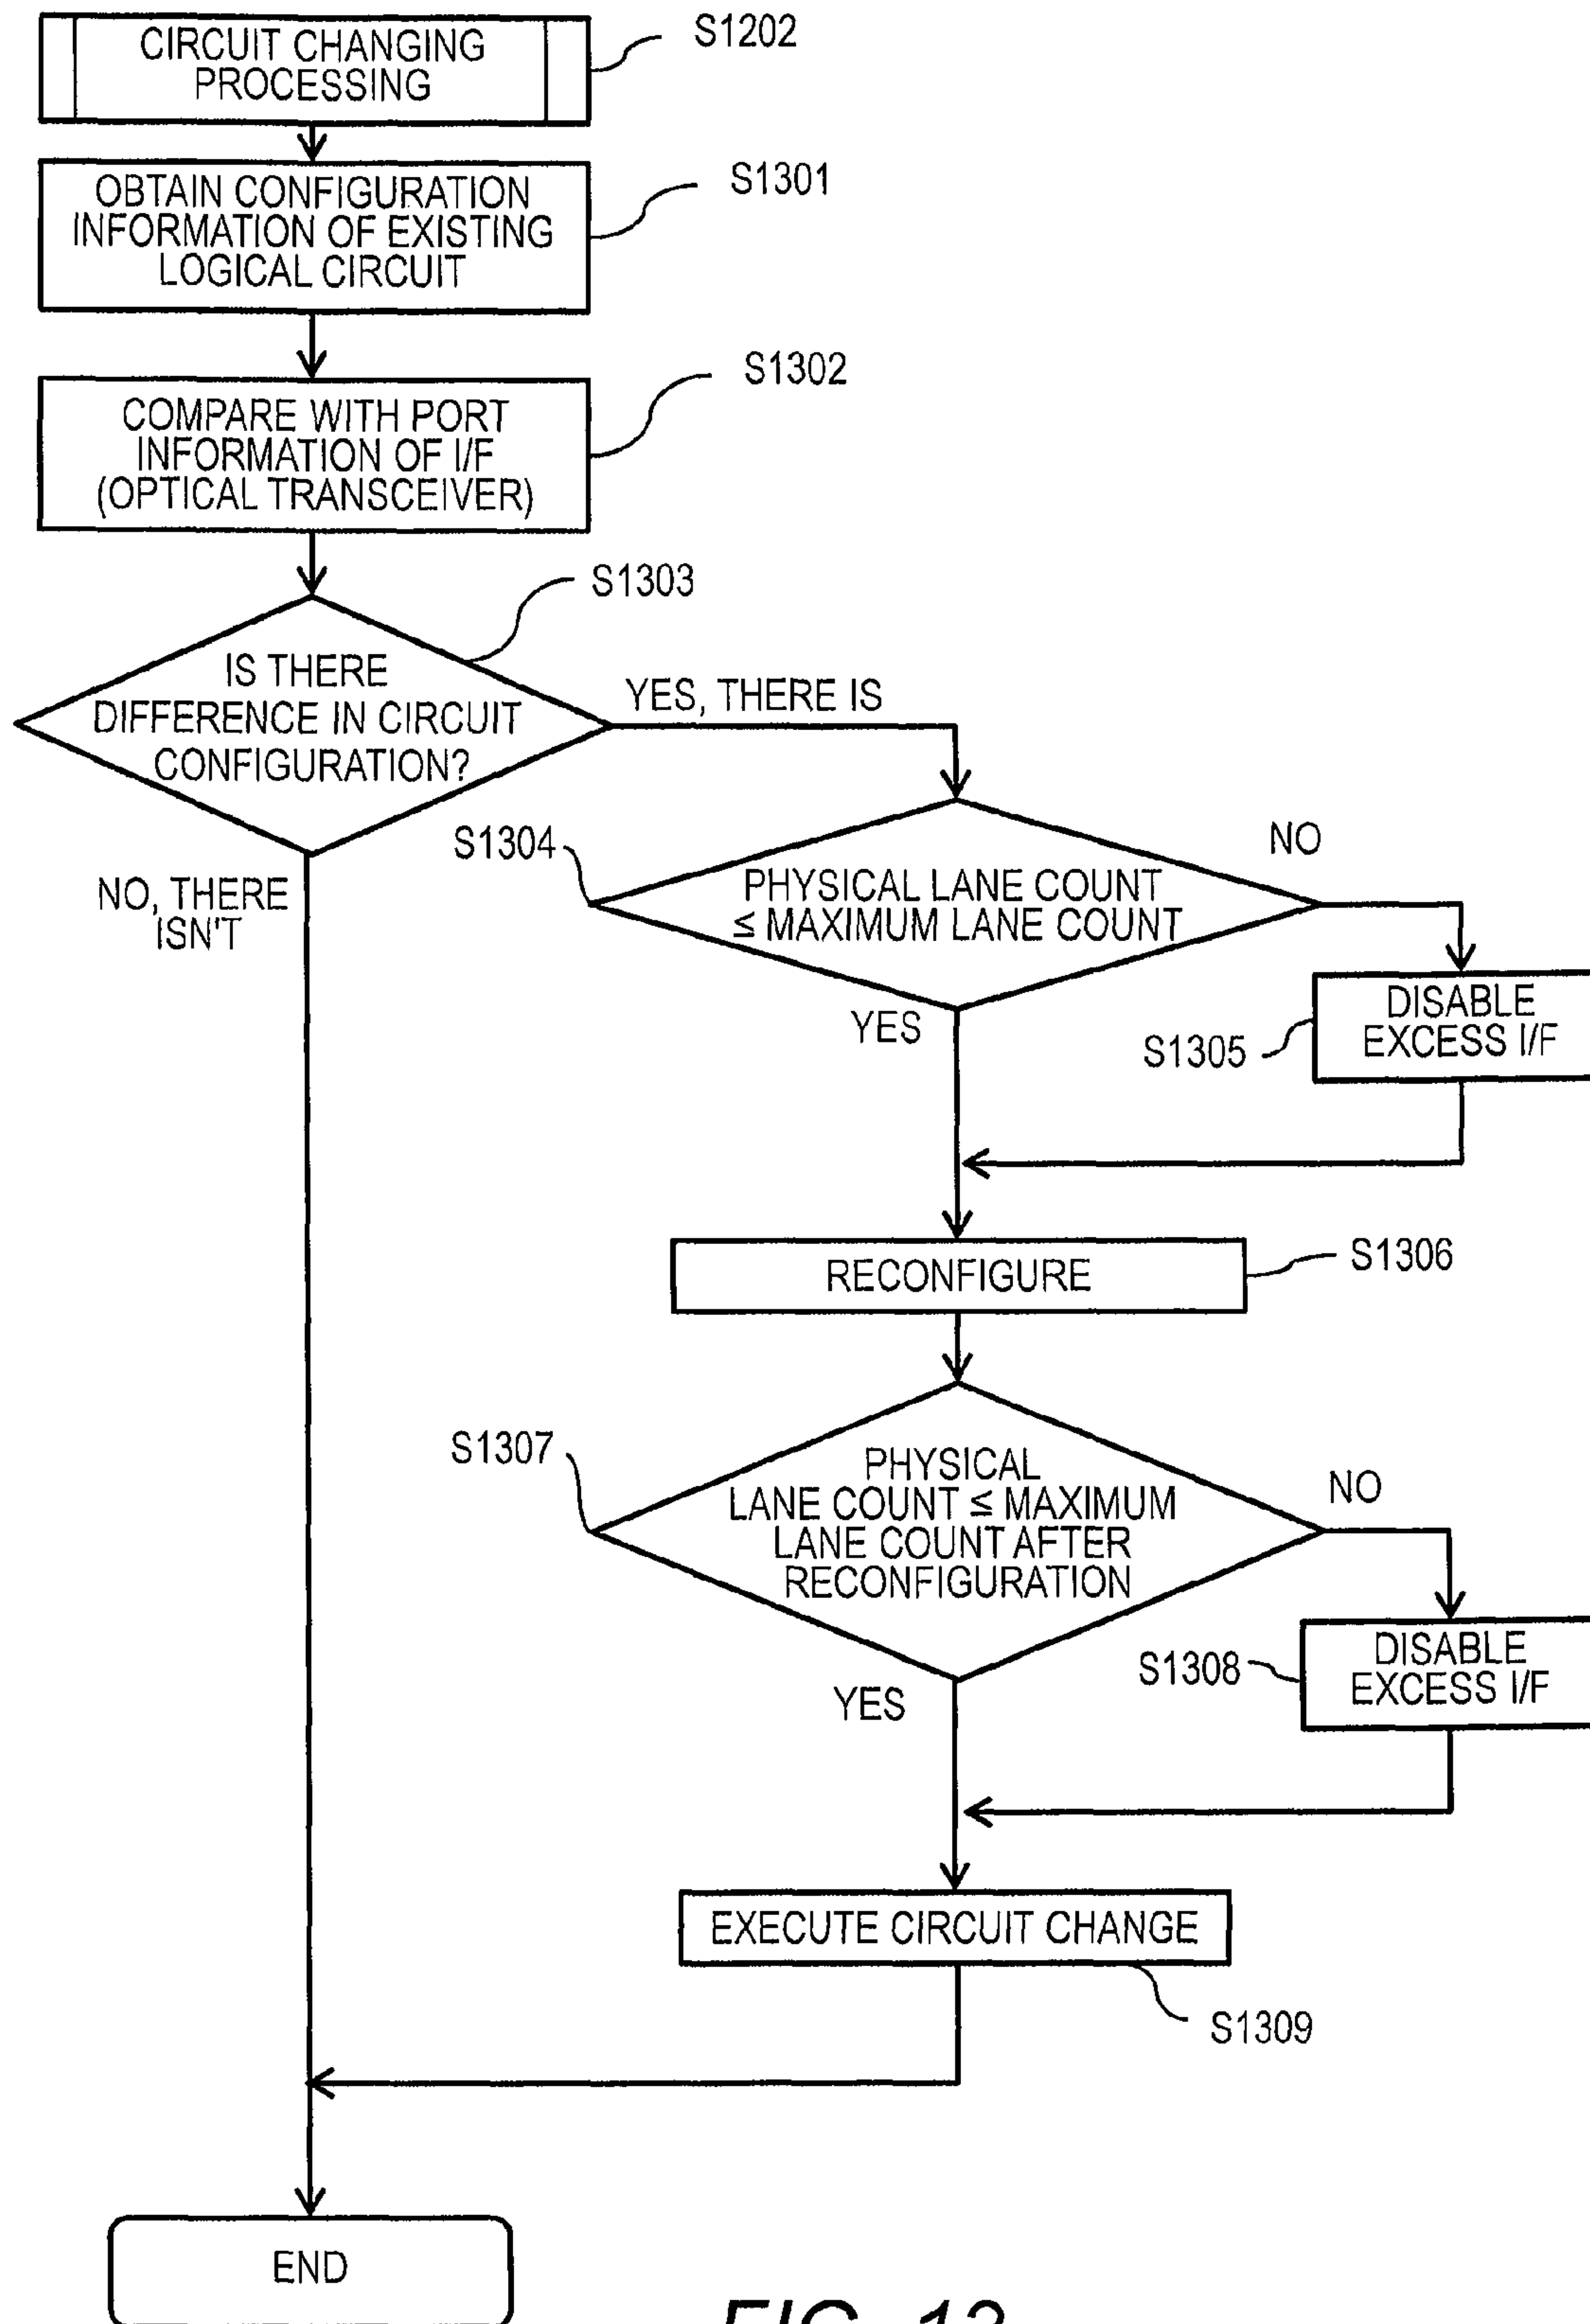 CIRCUIT CHANGING
PROCESSING
S1202
OBTAIN CONFIGURATION
INFORMATION OF EXISTING
LOGICAL CIRCUIT
S1301
COMPARE WITH PORT
INFORMATION OF I/F
(OPTICAL TRANSCEIVER)
S1302
IS THERE
DIFFERENCE IN CIRCUIT
CONFIGURATION?
S1303
YES, THERE IS
NO, THERE
ISN'T
S1304
PHYSICAL LANE COUNT
≤ MAXIMUM LANE COUNT
NO
YES
DISABLE
EXCESS I/F
S1305
RECONFIGURE
S1306
S1307
PHYSICAL
LANE COUNT ≤ MAXIMUM
LANE COUNT AFTER
RECONFIGURATION
NO
YES
DISABLE
EXCESS I/F
S1308
EXECUTE CIRCUIT CHANGE
S1309
END